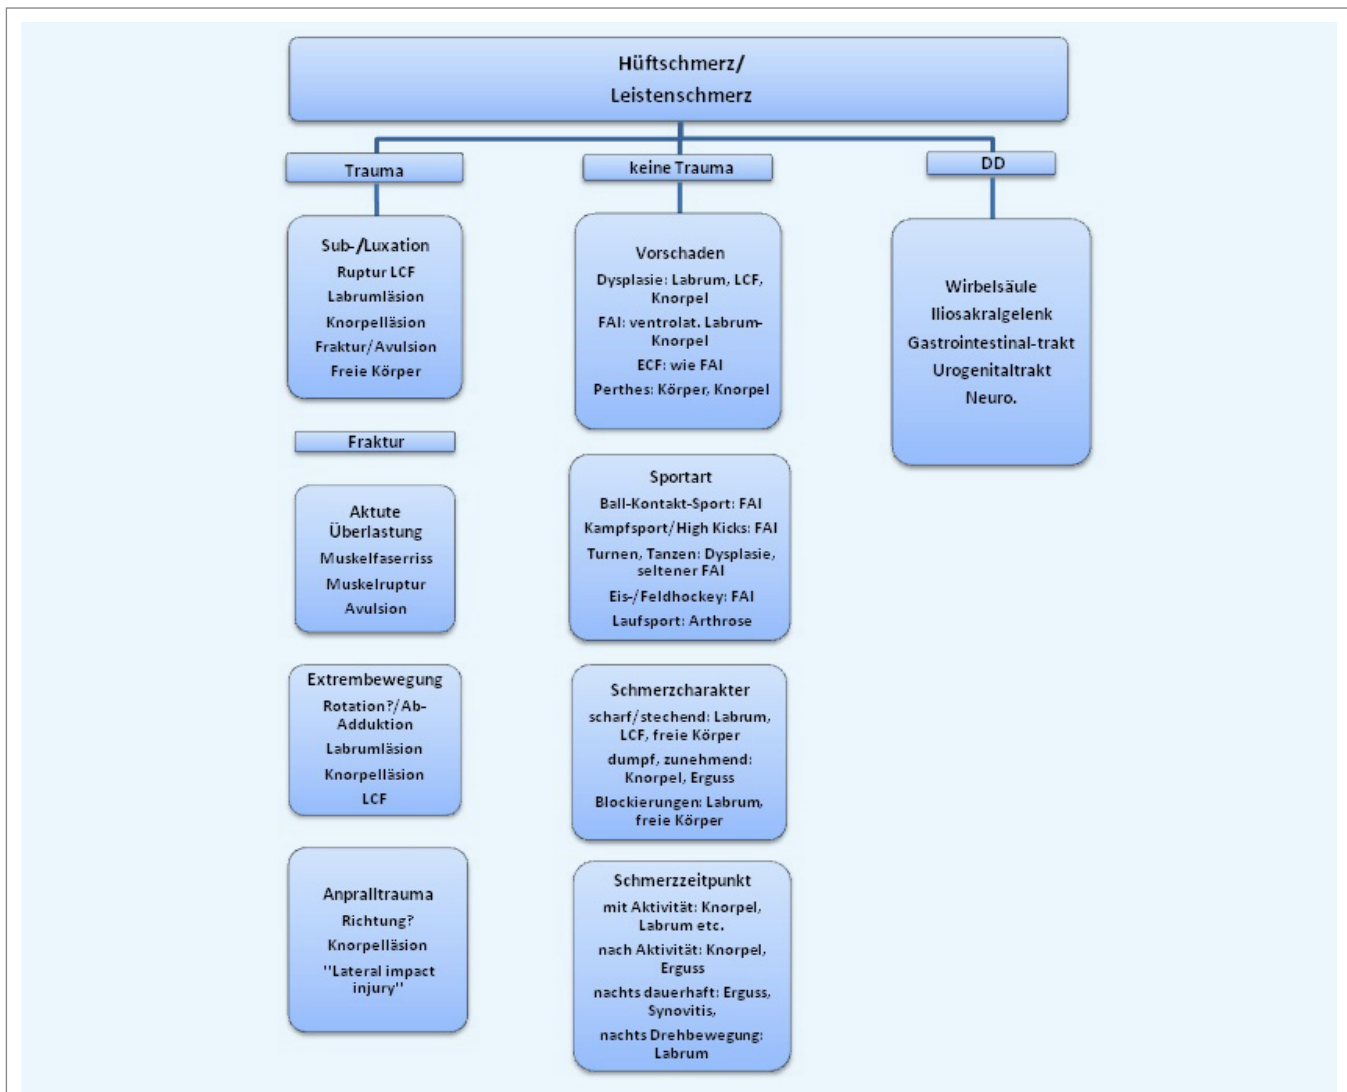 Hüftschmerz/
Leistenschmerz
Trauma
Sub-/Luxation
Ruptur LCF
Labrumläsion
Knorpelläsion
Fraktur/Avulsion
Freie Körper
Fraktur
Aktute
Überlastung
Muskelfaserriss
Muskelruptur
Avulsion
Extrembewegung
Rotation?/Ab-
Adduktion
Labrumläsion
Knorpelläsion
LCF
Anpralltrauma
Richtung?
Knorpelläsion
"Lateral impact
injury"
keine Trauma
Vorschaden
Dysplasie: Labrum, LCF,
Knorpel
FAI: ventrolat. Labrum-
Knorpel
ECF: wie FAI
Perthes: Körper, Knorpel
Sportart
Ball-Kontakt-Sport: FAI
Kampfsport/High Kicks: FAI
Turnen, Tanzen: Dysplasie,
seltener FAI
Eis-/Feldhockey: FAI
Laufsport: Arthrose
Schmerzcharakter
scharf/stechend: Labrum,
LCF, freie Körper
dumpf, zunehmend:
Knorpel, Erguss
Blockierungen: Labrum,
freie Körper
Schmerzzeitpunkt
mit Aktivität: Knorpel,
Labrum etc.
nach Aktivität: Knorpel,
Erguss
nachts dauerhaft: Erguss,
Synovitis,
nachts Drehbewegung:
Labrum
DD
Wirbelsäule
Iliosakralgelenk
Gastrointestinal-trakt
Urogenitaltrakt
Neuro.